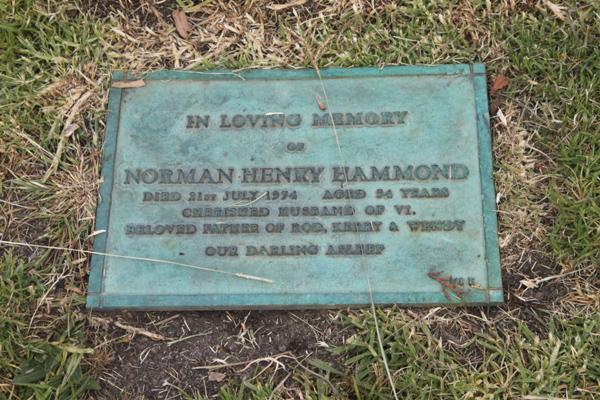 IN LOVING MEMORY
OF
NORMAN HENRY HAMMOND
DIED 21ST JULY 1974 AGED 54 YEARS
CHERISHED HUSBAND OF VI.
BELOVED FATHER OF ROD, KERRY & WENDY
OUR DARLING ASLEEP